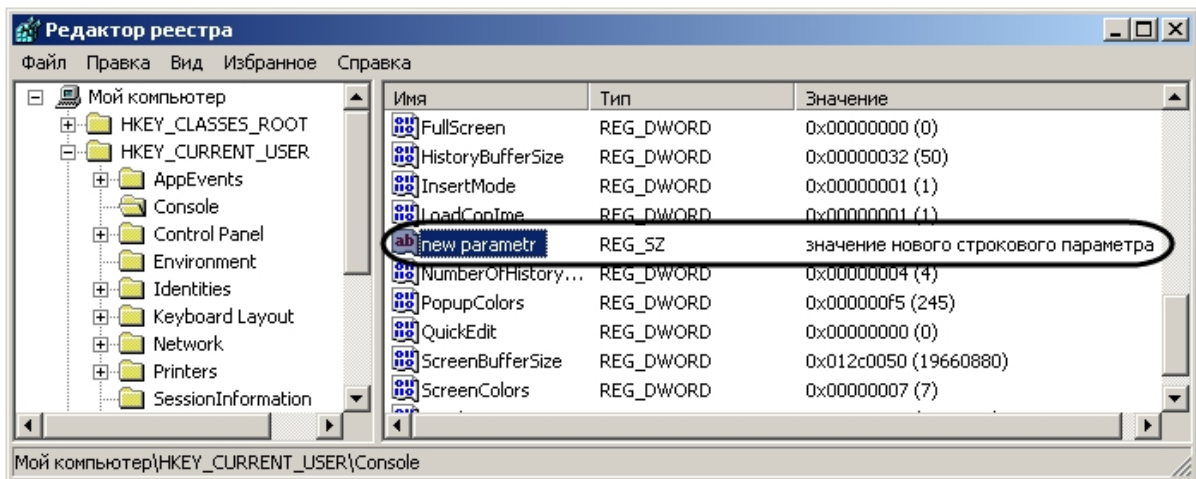 Редактор реестра
Файл Правка Вид Избранное Справка
Мой компьютер
HKEY_CLASSES_ROOT
HKEY_CURRENT_USER
AppEvents
Console
Control Panel
Environment
Identities
Keyboard Layout
Network
Printers
SessionInformation
Имя Тип Значение
FullScreen REG_DWORD 0x00000000 (0)
HistoryBufferSize REG_DWORD 0x00000032 (50)
InsertMode REG_DWORD 0x00000001 (1)
LoadConIme REG_DWORD 0x00000001 (1)
new parametr REG_SZ значение нового строкового параметра
NumberOfHistory... REG_DWORD 0x00000004 (4)
PopupColors REG_DWORD 0x000000f5 (245)
QuickEdit REG_DWORD 0x00000000 (0)
ScreenBufferSize REG_DWORD 0x012c0050 (19660880)
ScreenColors REG_DWORD 0x00000007 (7)
Мой компьютер\HKEY_CURRENT_USER\Console